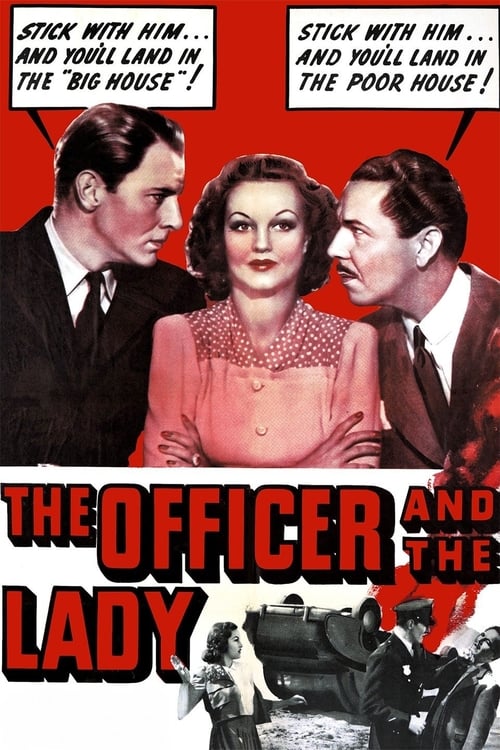 STICK WITH HIM...
AND YOU'LL LAND IN
THE "BIG HOUSE"!
STICK WITH HIM...
AND YOU'LL LAND IN
THE POOR HOUSE!
THE OFFICER AND THE
LADY